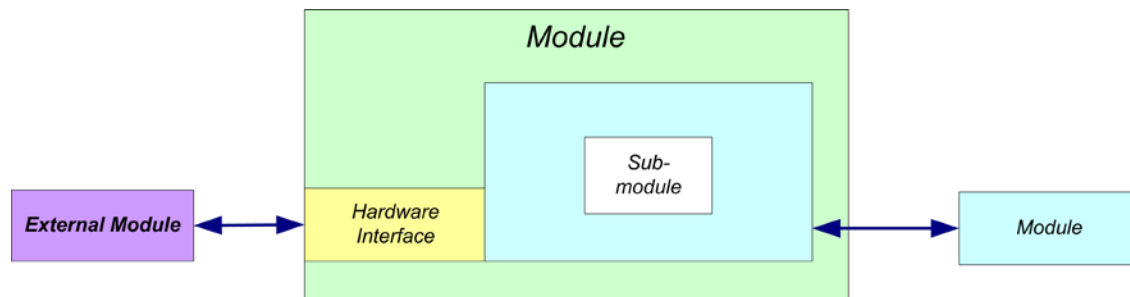 Module
Sub-
module
External Module
Hardware
Interface
Module